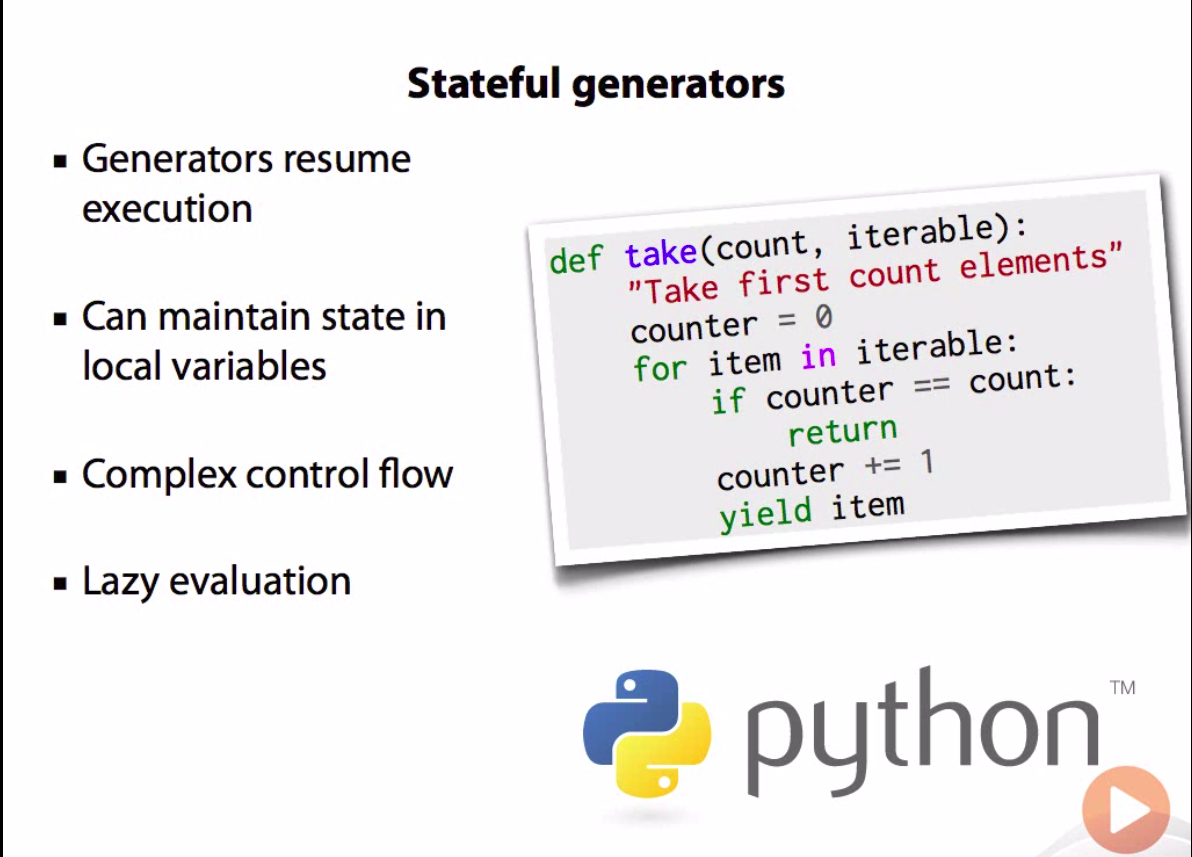 Stateful generators
▪ Generators resume
execution
▪ Can maintain state in
local variables
▪ Complex control flow
▪ Lazy evaluation
def take(count, iterable):
"Take first count elements"
counter = 0
for item in iterable:
if counter == count:
return
counter += 1
yield item
python™